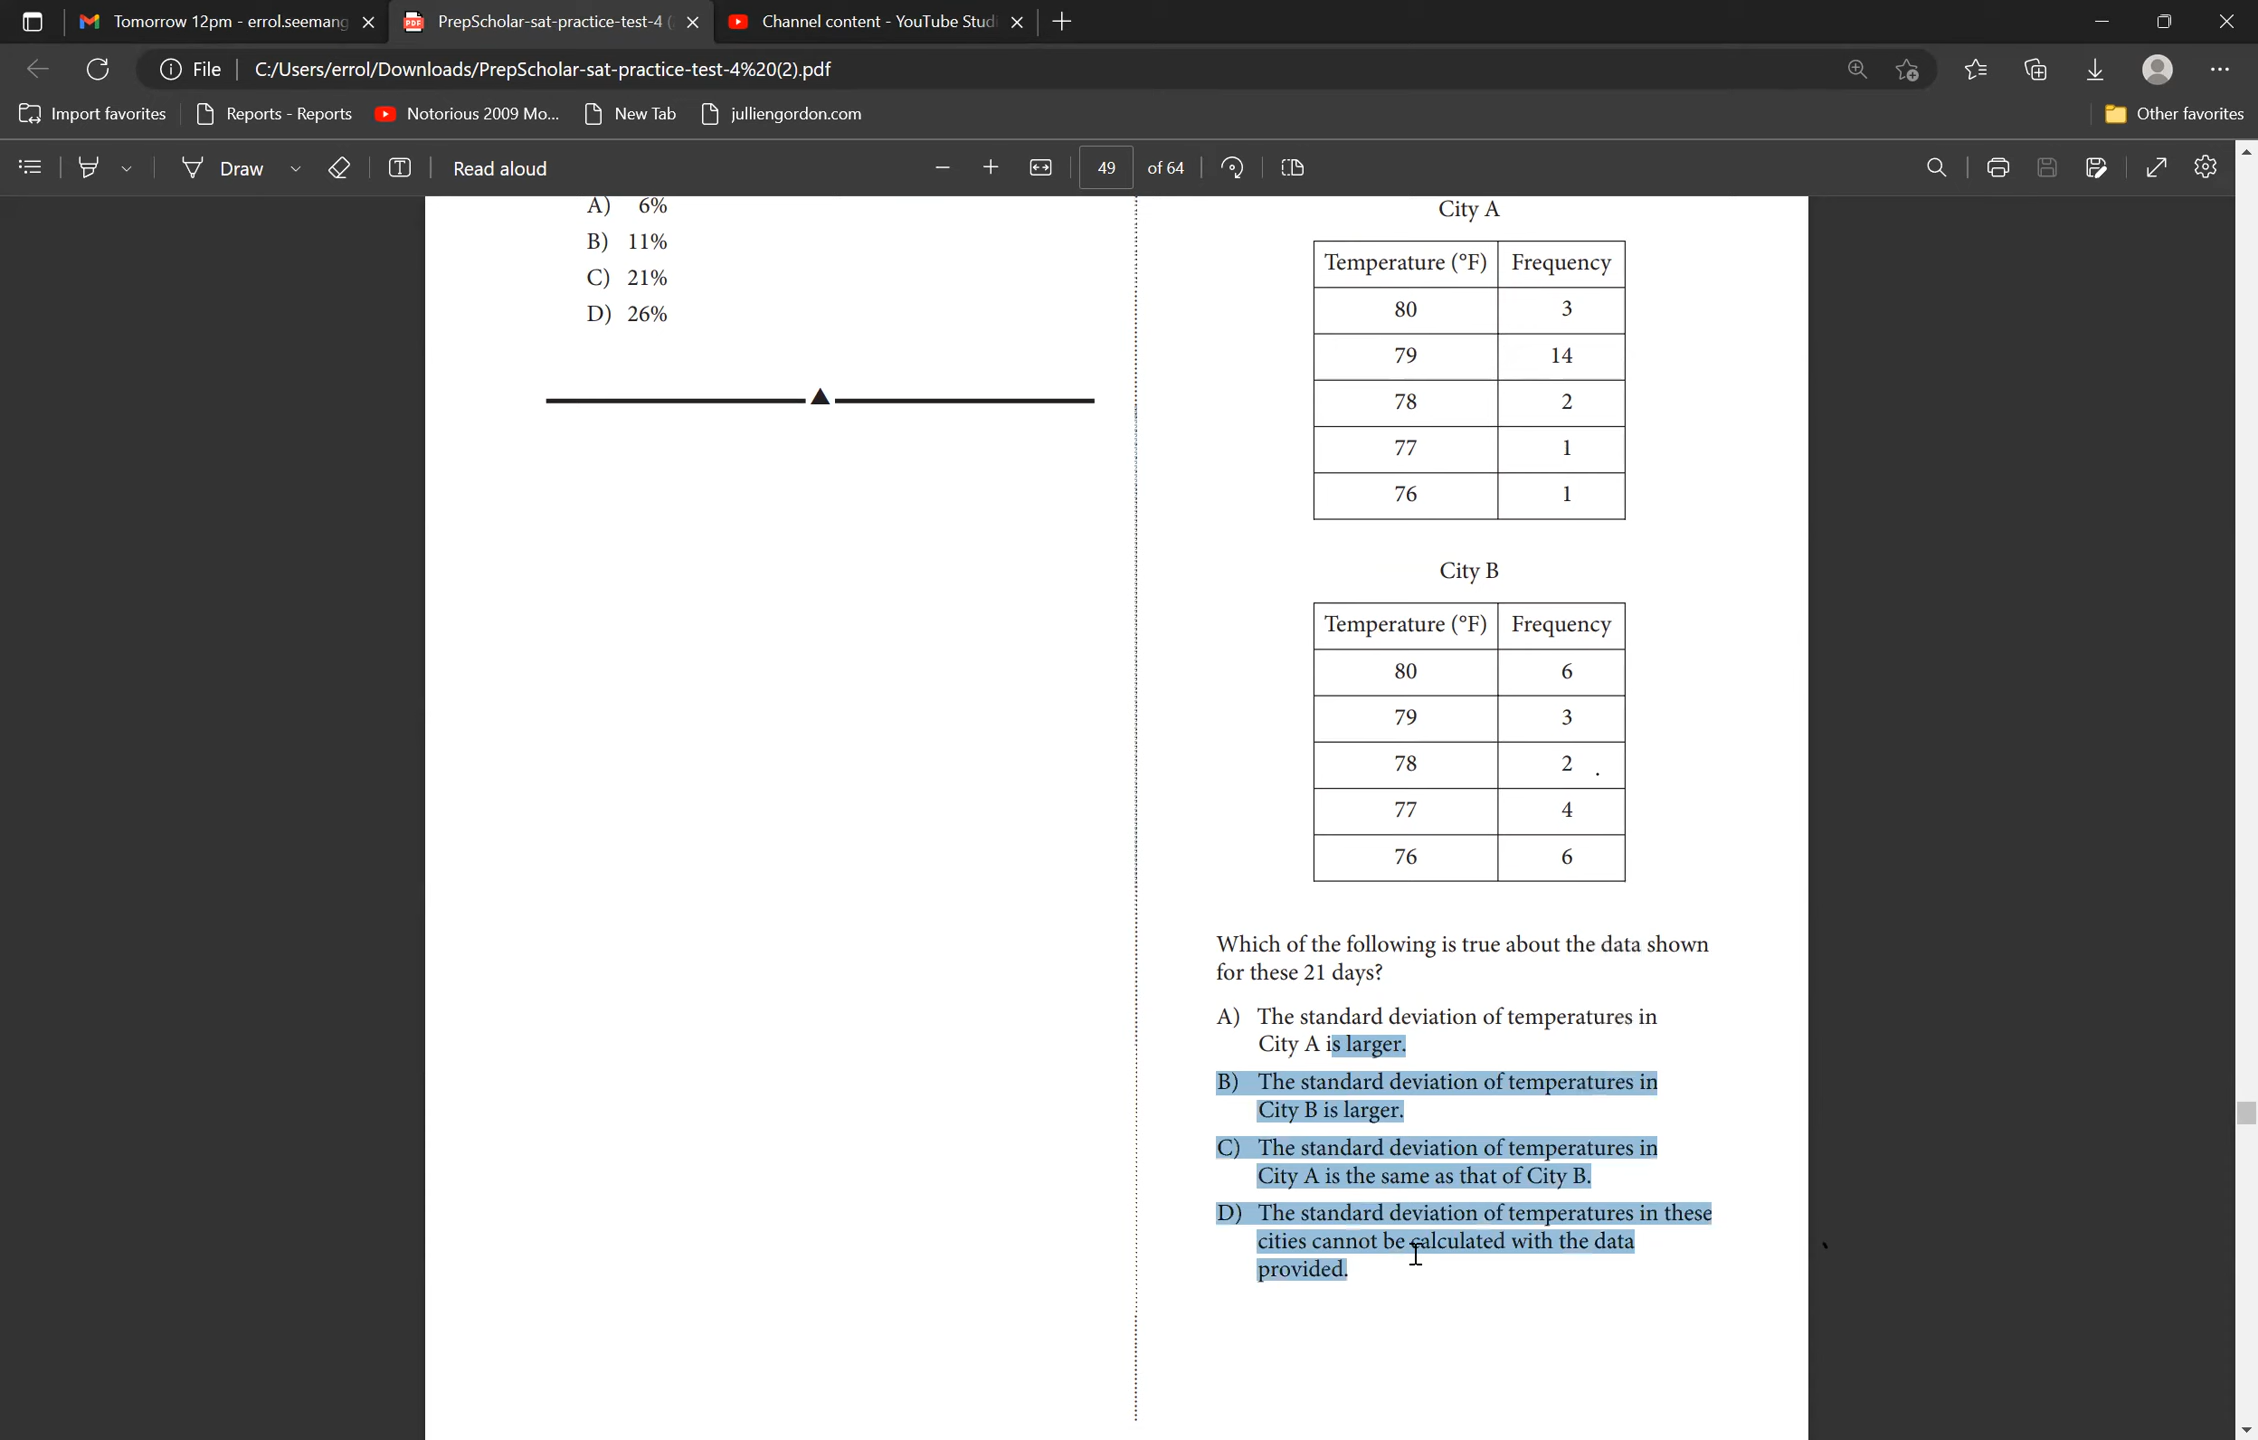 Tomorrow 12pm - errol.seemang
PrepScholar-sat-practice-test-4 (
Channel content - YouTube Studi
File
C:/Users/errol/Downloads/PrepScholar-sat-practice-test-4%20(2).pdf
Import favorites
Reports - Reports
Notorious 2009 Mo...
New Tab
julliengordon.com
Other favorites
Draw
Read aloud
49 of 64
A) 6%
B) 11%
C) 21%
D) 26%
City A
Temperature (°F) Frequency
80 3
79 14
78 2
77 1
76 1
City B
Temperature (°F) Frequency
80 6
79 3
78 2
77 4
76 6
Which of the following is true about the data shown
for these 21 days?
A) The standard deviation of temperatures in
City A is larger.
B) The standard deviation of temperatures in
City B is larger.
C) The standard deviation of temperatures in
City A is the same as that of City B.
D) The standard deviation of temperatures in these
cities cannot be calculated with the data
provided.